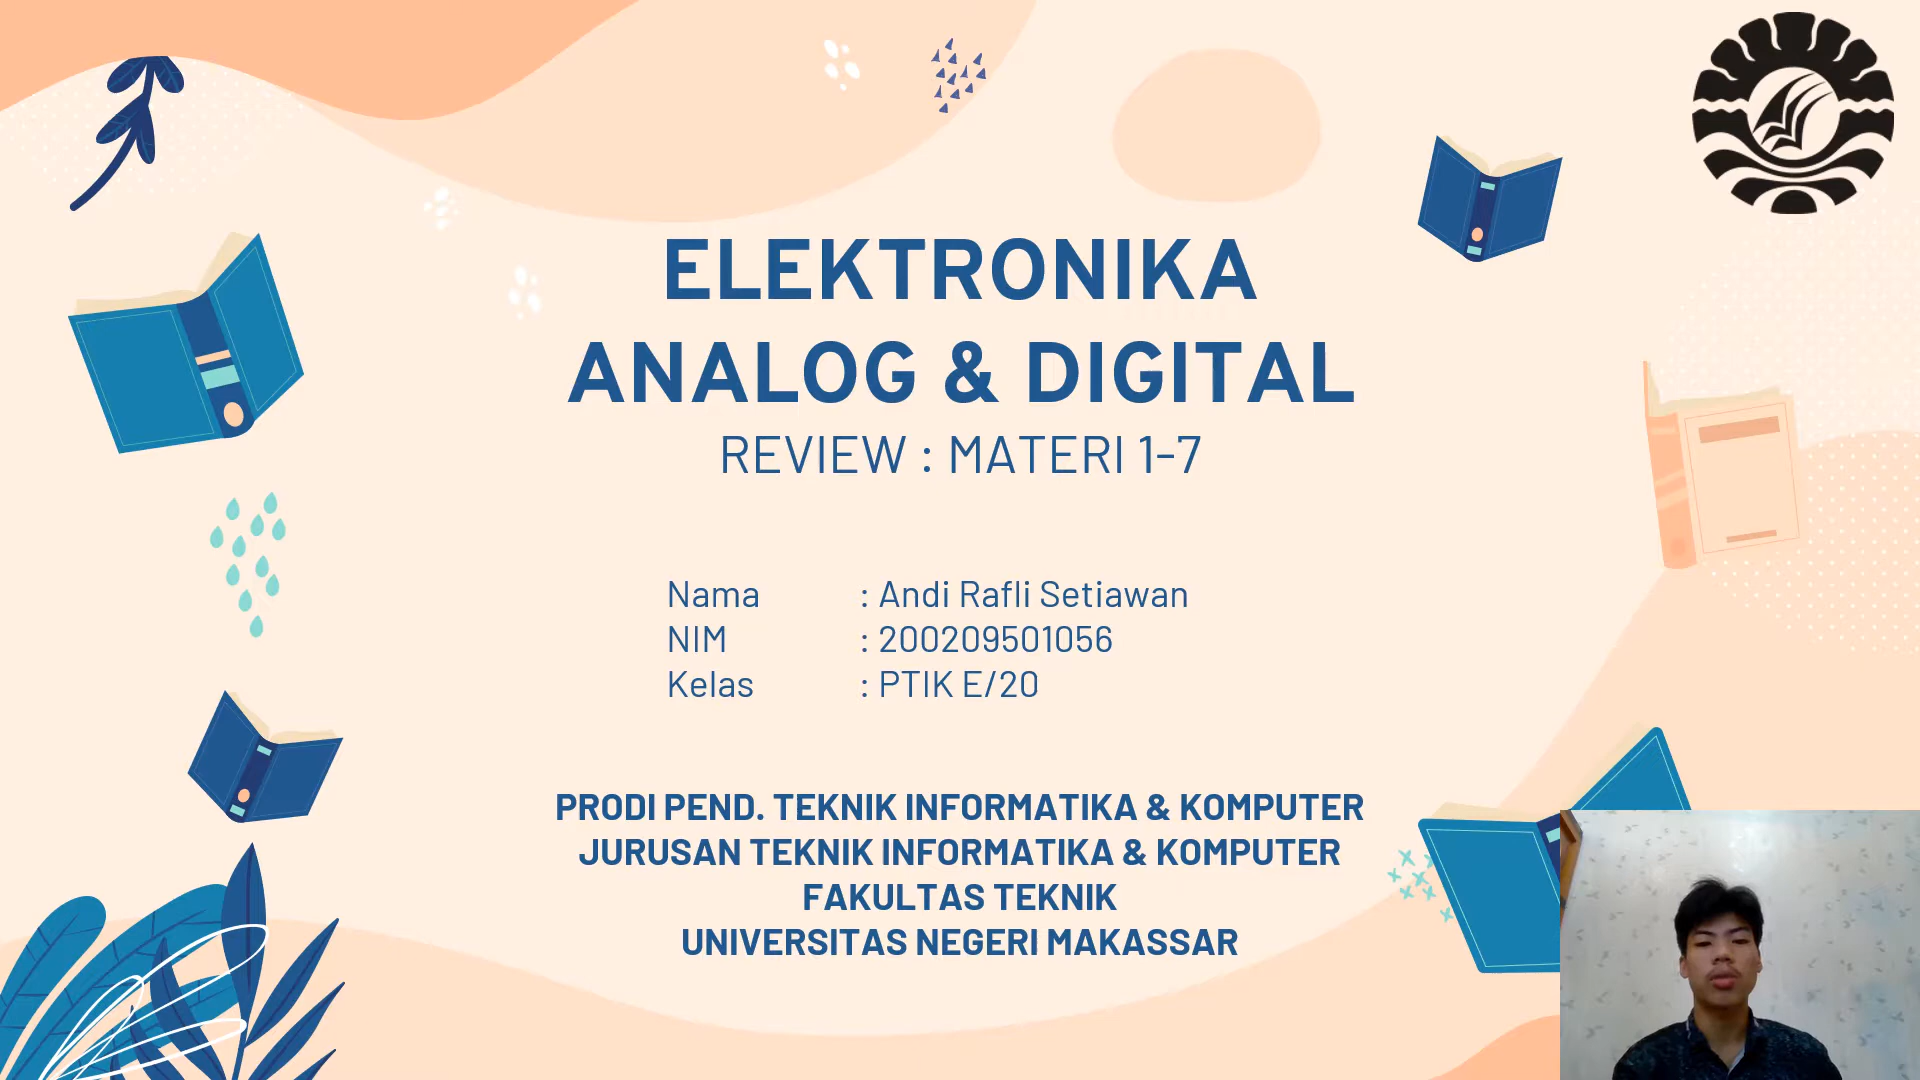 ELEKTRONIKA
ANALOG & DIGITAL
REVIEW : MATERI 1-7
Nama : Andi Rafli Setiawan
NIM : 200209501056
Kelas : PTIK E/20
PRODI PEND. TEKNIK INFORMATIKA & KOMPUTER
JURUSAN TEKNIK INFORMATIKA & KOMPUTER
FAKULTAS TEKNIK
UNIVERSITAS NEGERI MAKASSAR